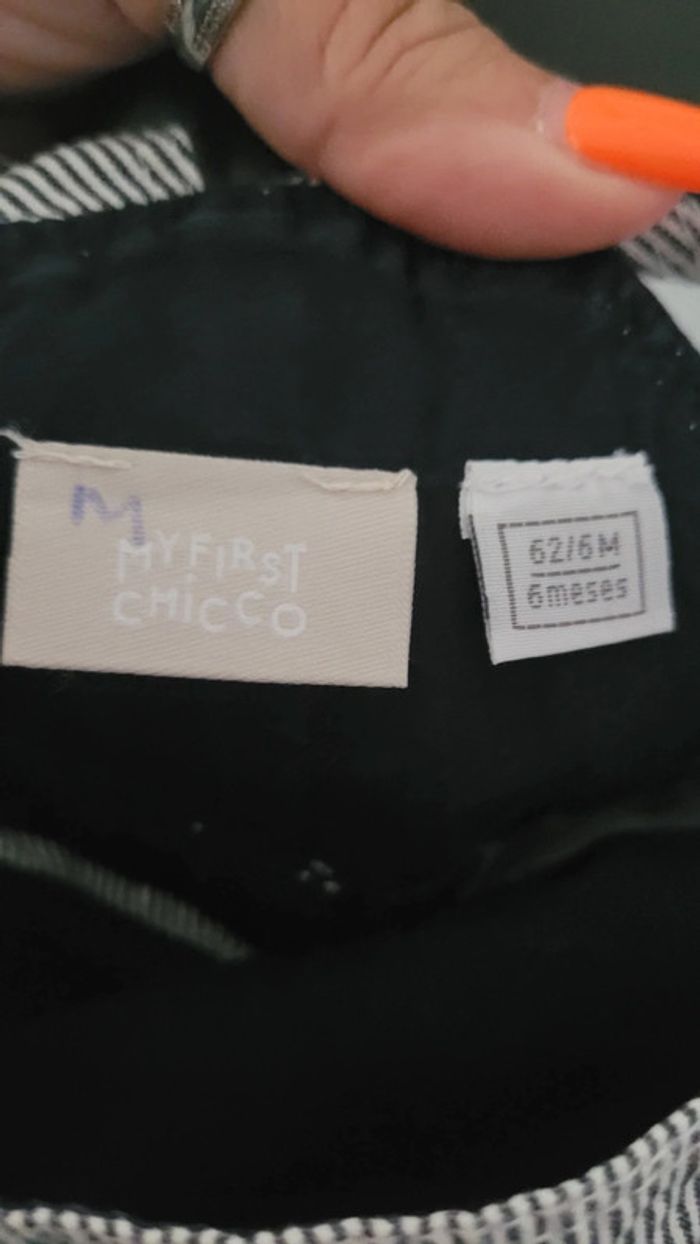 M
MY FIRST
CHICCO
62/6M
6meses